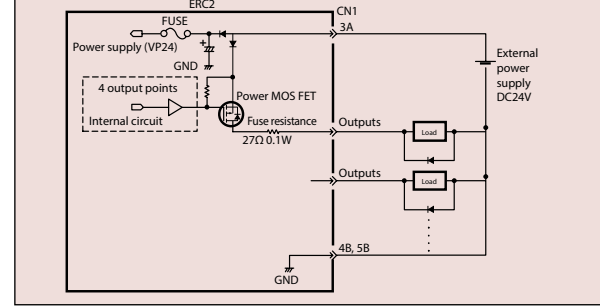 ERC2
CN1
FUSE
3A
Power supply (VP24)
+
GND
External
power
supply
DC24V
4 output points
Internal circuit
Power MOS FET
Fuse resistance
27Ω 0.1W
Outputs
Load
Outputs
Load
4B, 5B
GND